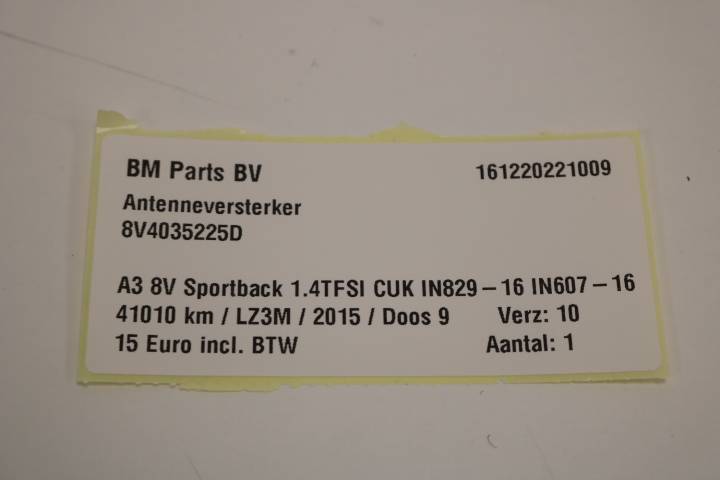 BM Parts BV 161220221009
Antenneversterker
8V4035225D
A3 8V Sportback 1.4TFSI CUK IN829 – 16 IN607 – 16
41010 km / LZ3M / 2015 / Doos 9 Verz: 10
15 Euro incl. BTW Aantal: 1